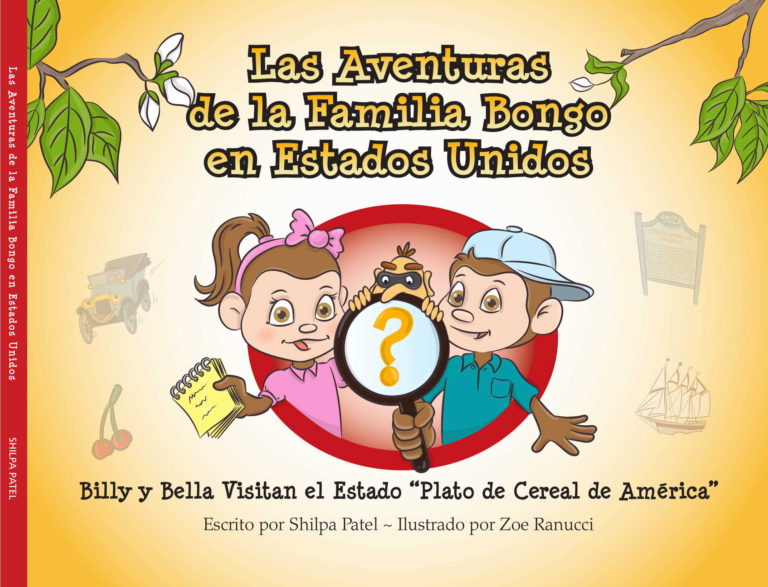 Las Aventuras
de la Familia Bongo
en Estados Unidos
?
Billy y Bella Visitan el Estado “Plato de Cereal de América”
Escrito por Shilpa Patel ~ Ilustrado por Zoe Ranucci
Las Aventuras de la Familia Bongo en Estados Unidos
SHILPA PATEL